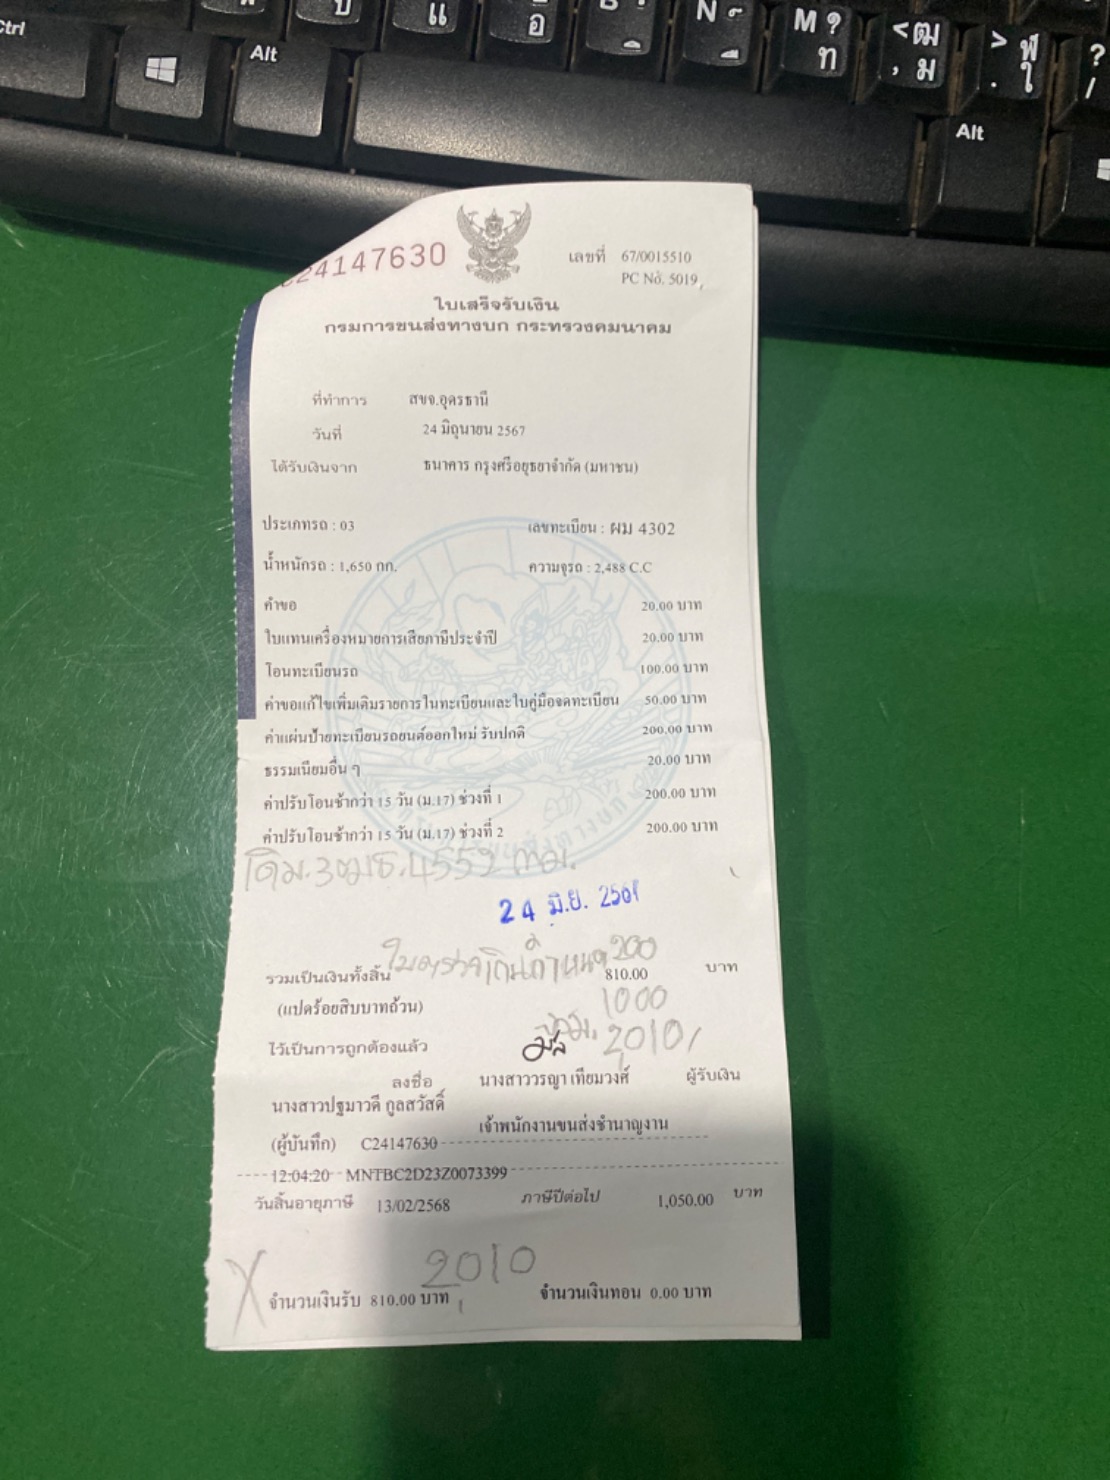 Ctrl
Alt
แ
อ
N
M ?
ท
< ฒ
, ม
> ฬ
. ใ
?
/
Alt
C24147630
เลขที่ 67/0015510
PC No. 5019
ใบเสร็จรับเงิน
กรมการขนส่งทางบก กระทรวงคมนาคม
ที่ทำการ สขจ.อุดรธานี
วันที่ 24 มิถุนายน 2567
ได้รับเงินจาก ธนาคาร กรุงศรีอยุธยาจำกัด (มหาชน)
ประเภทรถ : 03 เลขทะเบียน : ผม 4302
น้ำหนักรถ : 1,650 กก. ความจุรถ : 2,488 C.C
คำขอ 20.00 บาท
ใบแทนเครื่องหมายการเสียภาษีประจำปี 20.00 บาท
โอนทะเบียนรถ 100.00 บาท
คำขอแก้ไขเพิ่มเติมรายการในทะเบียนและใบคู่มือจดทะเบียน 50.00 บาท
ค่าแผ่นป้ายทะเบียนรถยนต์ออกใหม่ รับปกติ 200.00 บาท
ธรรมเนียมอื่น ๆ 20.00 บาท
ค่าปรับโอนช้ากว่า 15 วัน (ม.17) ช่วงที่ 1 200.00 บาท
ค่าปรับโอนช้ากว่า 15 วัน (ม.17) ช่วงที่ 2 200.00 บาท
เดิม.3ฒธ.4559 กม.
24 มิ.ย. 2567
200
รวมเป็นเงินทั้งสิ้น 810.00 บาท
(แปดร้อยสิบบาทถ้วน) 1000
ไว้เป็นการถูกต้องแล้ว 2010
ลงชื่อ นางสาววรญา เทียมวงศ์ ผู้รับเงิน
นางสาวปฐมาวดี กูลสวัสดิ์
เจ้าพนักงานขนส่งชำนาญงาน
(ผู้บันทึก) C24147630
12:04:20 MNTBC2D23Z0073399
วันสิ้นอายุภาษี 13/02/2568 ภาษีปีต่อไป 1,050.00 บาท
2010
จำนวนเงินรับ 810.00 บาท จำนวนเงินทอน 0.00 บาท